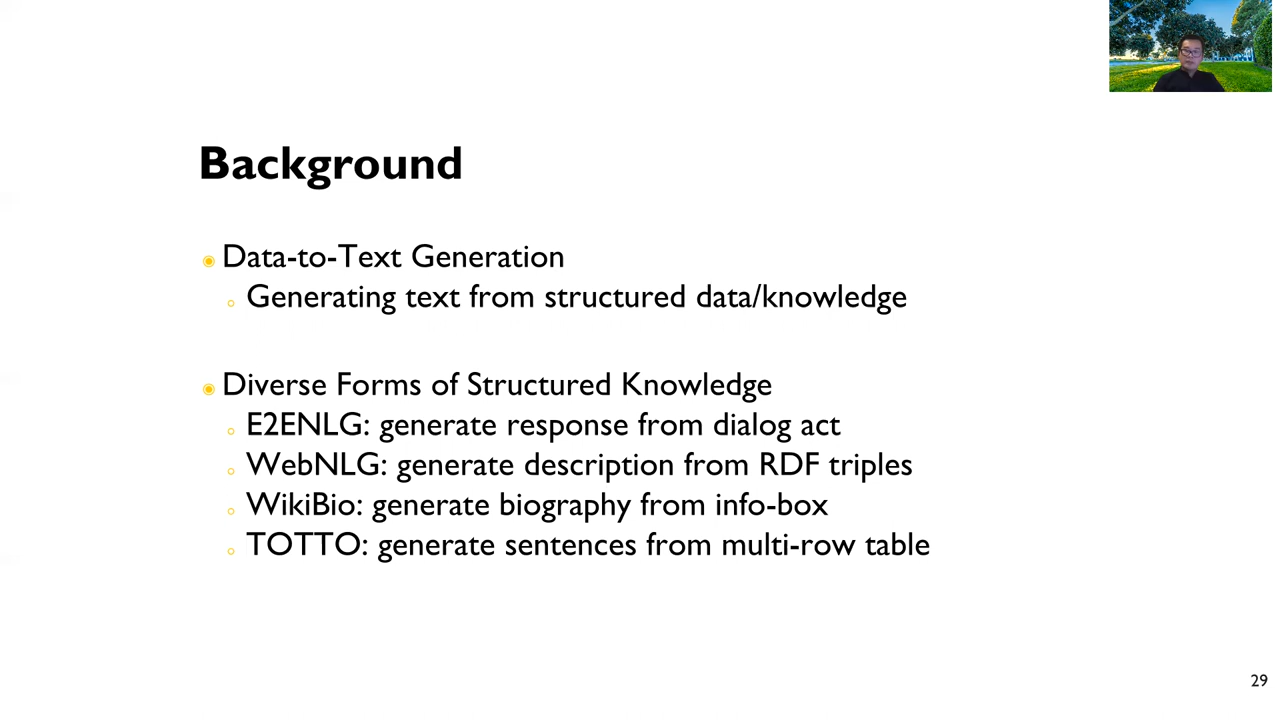 Background
Data-to-Text Generation
Generating text from structured data/knowledge
Diverse Forms of Structured Knowledge
E2ENLG: generate response from dialog act
WebNLG: generate description from RDF triples
WikiBio: generate biography from info-box
TOTTO: generate sentences from multi-row table
29